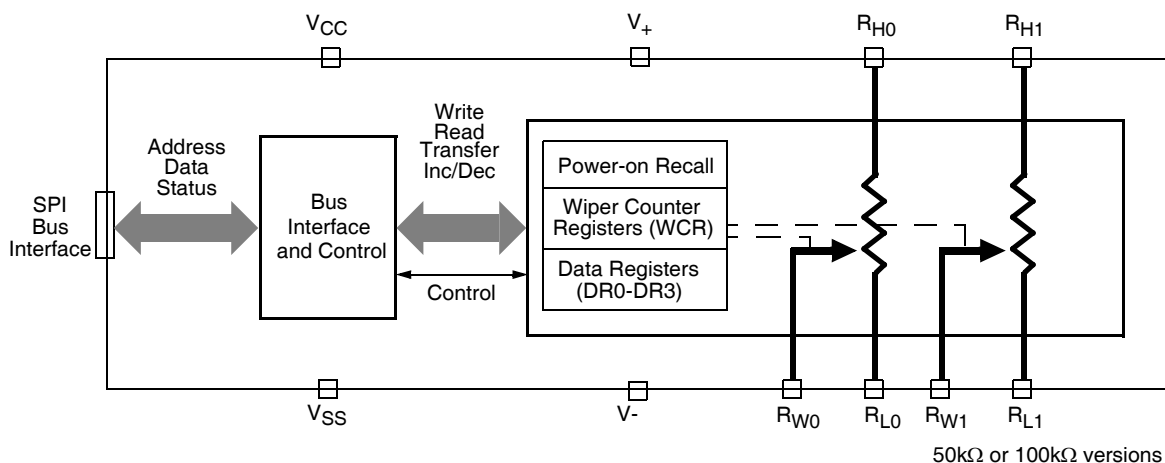 VCC
V+
RH0
RH1
SPI
Bus
Interface
Address
Data
Status
Bus
Interface
and Control
Write
Read
Transfer
Inc/Dec
Control
Power-on Recall
Wiper Counter
Registers (WCR)
Data Registers
(DR0-DR3)
VSS
V-
RW0
RL0
RW1
RL1
50kΩ or 100kΩ versions